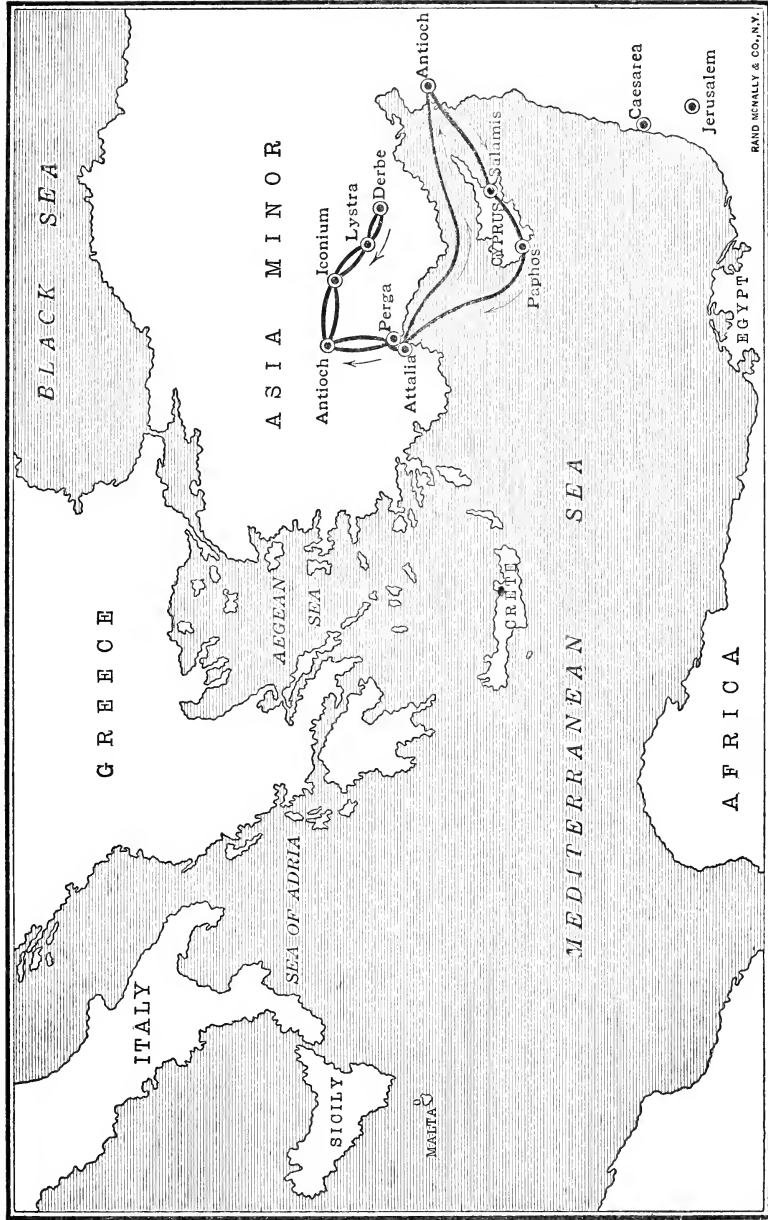 BLACK SEA
GREECE
ITALY
ASIA MINOR
AEGEAN
SEA
SEA OF ADRIA
SICILY
MALTA
Antioch
Iconium
Lystra
Derbe
Perga
Attalia
Antioch
CYPRUS
Salamis
Paphos
CRETE
MEDITERRANEAN SEA
AFRICA
EGYPT
Caesarea
Jerusalem
RAND MCNALLY & CO., N.Y.